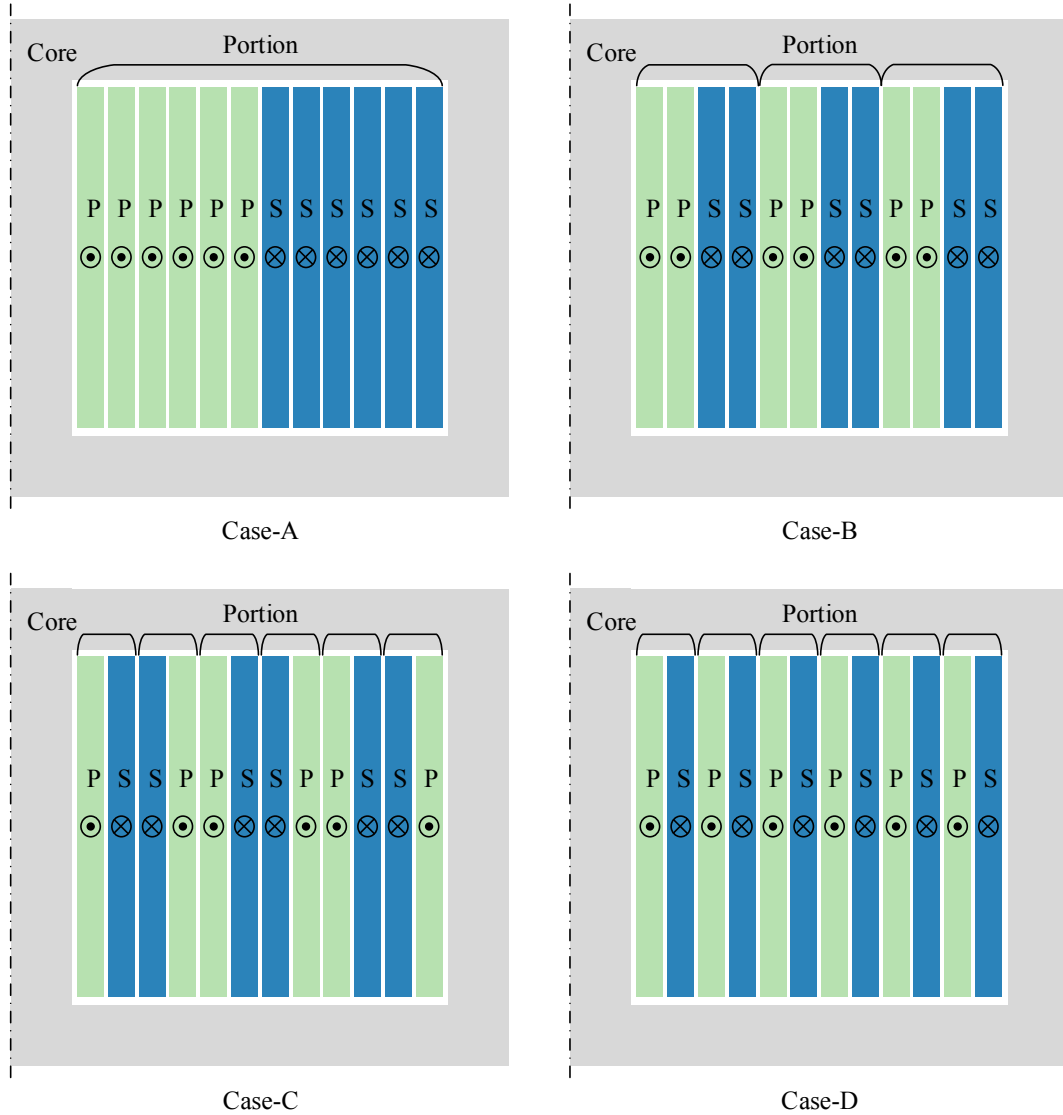 Core Portion
P P P P P P S S S S S S
Case-A
Core Portion
P P S S P P S S P P S S
Case-B
Core Portion
P S S P P S S P P S S P
Case-C
Core Portion
P S P S P S P S P S P S
Case-D